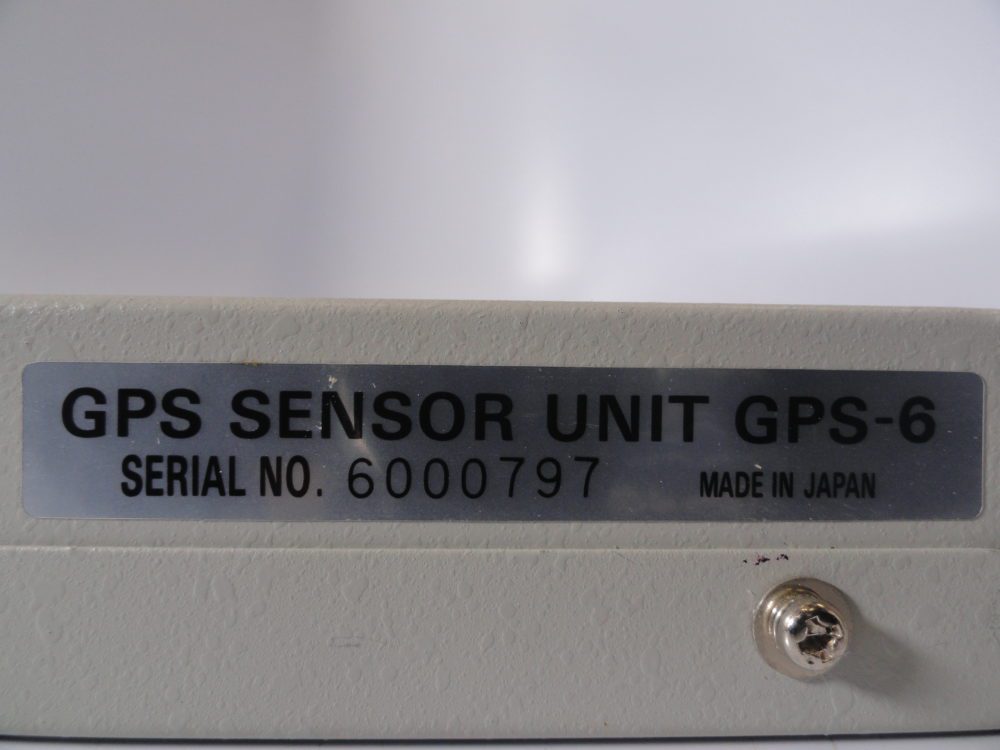 GPS SENSOR UNIT GPS-6
SERIAL NO. 6000797 MADE IN JAPAN